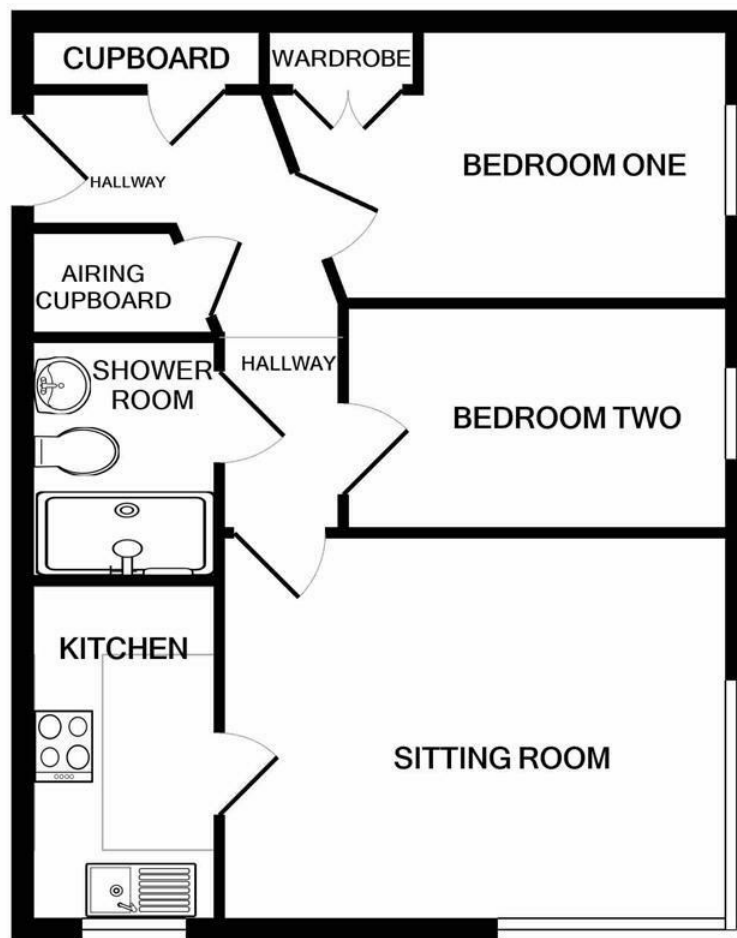 CUPBOARD
WARDROBE
BEDROOM ONE
HALLWAY
AIRING
CUPBOARD
SHOWER
ROOM
HALLWAY
BEDROOM TWO
KITCHEN
SITTING ROOM